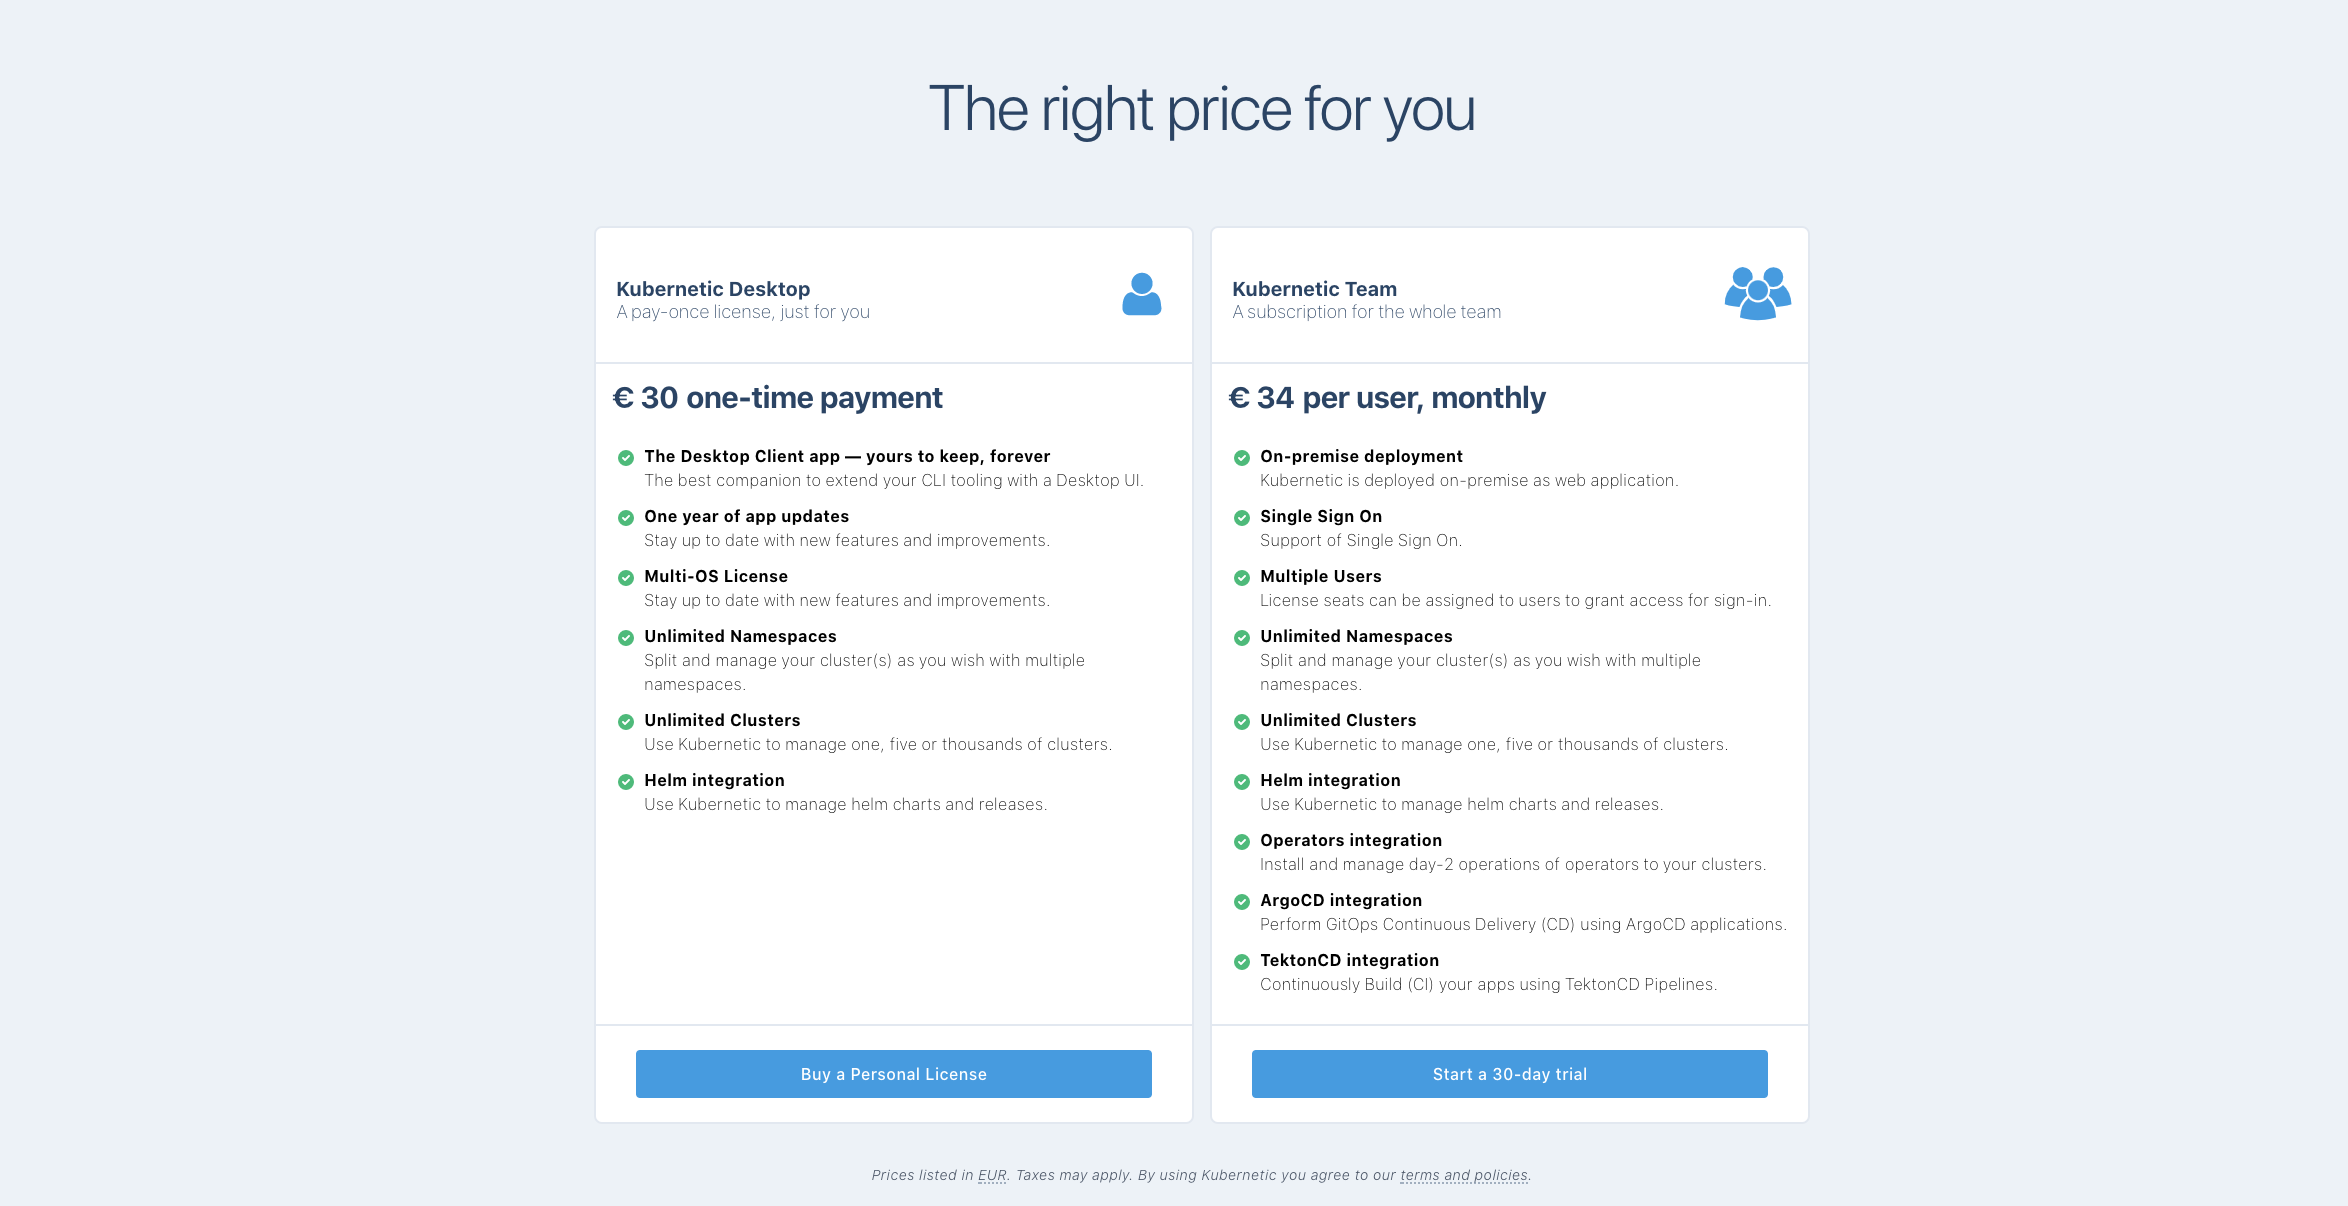 The right price for you
Kubernetic Desktop
A pay-once license, just for you
€ 30 one-time payment
The Desktop Client app — yours to keep, forever
The best companion to extend your CLI tooling with a Desktop UI.
One year of app updates
Stay up to date with new features and improvements.
Multi-OS License
Stay up to date with new features and improvements.
Unlimited Namespaces
Split and manage your cluster(s) as you wish with multiple
namespaces.
Unlimited Clusters
Use Kubernetic to manage one, five or thousands of clusters.
Helm integration
Use Kubernetic to manage helm charts and releases.
Buy a Personal License
Kubernetic Team
A subscription for the whole team
€ 34 per user, monthly
On-premise deployment
Kubernetic is deployed on-premise as web application.
Single Sign On
Support of Single Sign On.
Multiple Users
License seats can be assigned to users to grant access for sign-in.
Unlimited Namespaces
Split and manage your cluster(s) as you wish with multiple
namespaces.
Unlimited Clusters
Use Kubernetic to manage one, five or thousands of clusters.
Helm integration
Use Kubernetic to manage helm charts and releases.
Operators integration
Install and manage day-2 operations of operators to your clusters.
ArgoCD integration
Perform GitOps Continuous Delivery (CD) using ArgoCD applications.
TektonCD integration
Continuously Build (CI) your apps using TektonCD Pipelines.
Start a 30-day trial
Prices listed in EUR. Taxes may apply. By using Kubernetic you agree to our terms and policies.